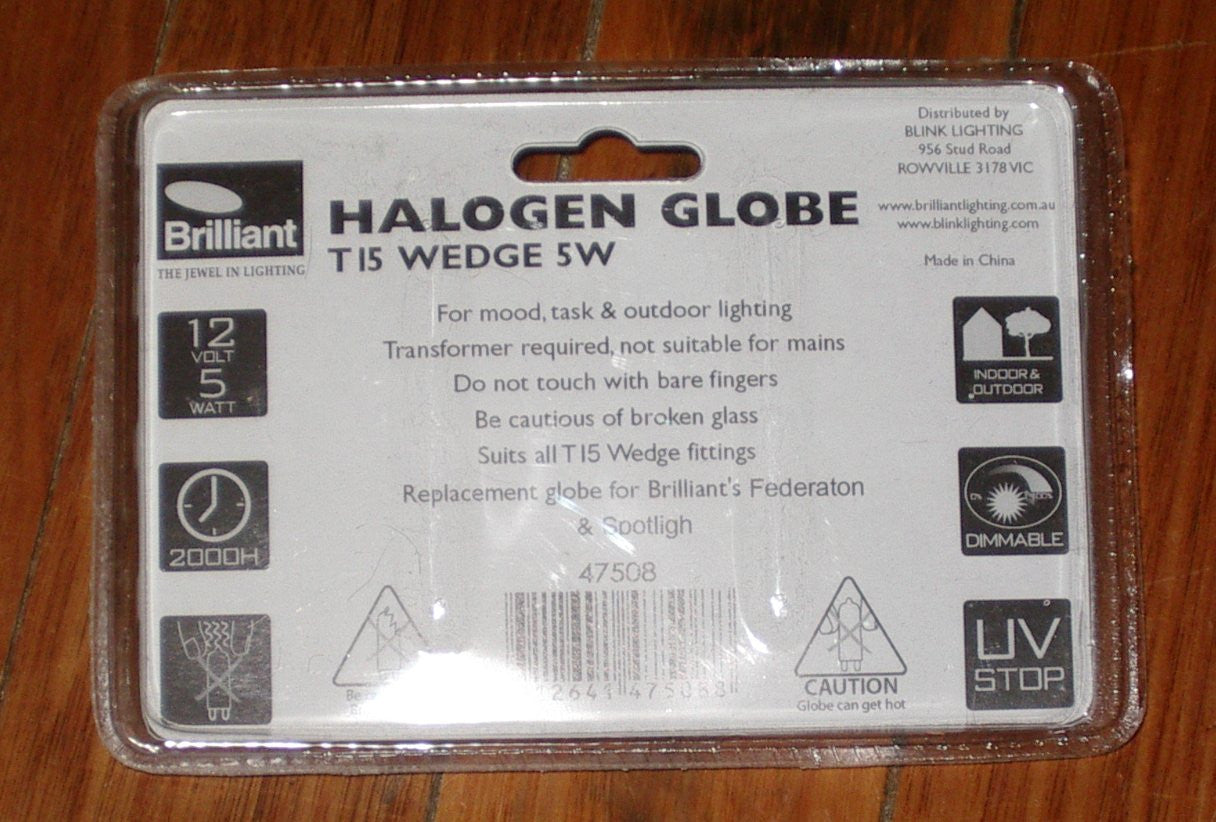 Brilliant
THE JEWEL IN LIGHTING
HALOGEN GLOBE
T15 WEDGE 5W
Distributed by
BLINK LIGHTING
956 Stud Road
ROWVILLE 3178 VIC
www.brilliantlighting.com.au
www.blinklighting.com
Made in China
12
VOLT
5
WATT
2000H
For mood, task & outdoor lighting
Transformer required, not suitable for mains
Do not touch with bare fingers
Be cautious of broken glass
Suits all T15 Wedge fittings
Replacement globe for Brilliant's Federaton
& Spotligh
47508
Be
CAUTION
Globe can get hot
INDOOR &
OUTDOOR
0%
100%
DIMMABLE
UV
STOP